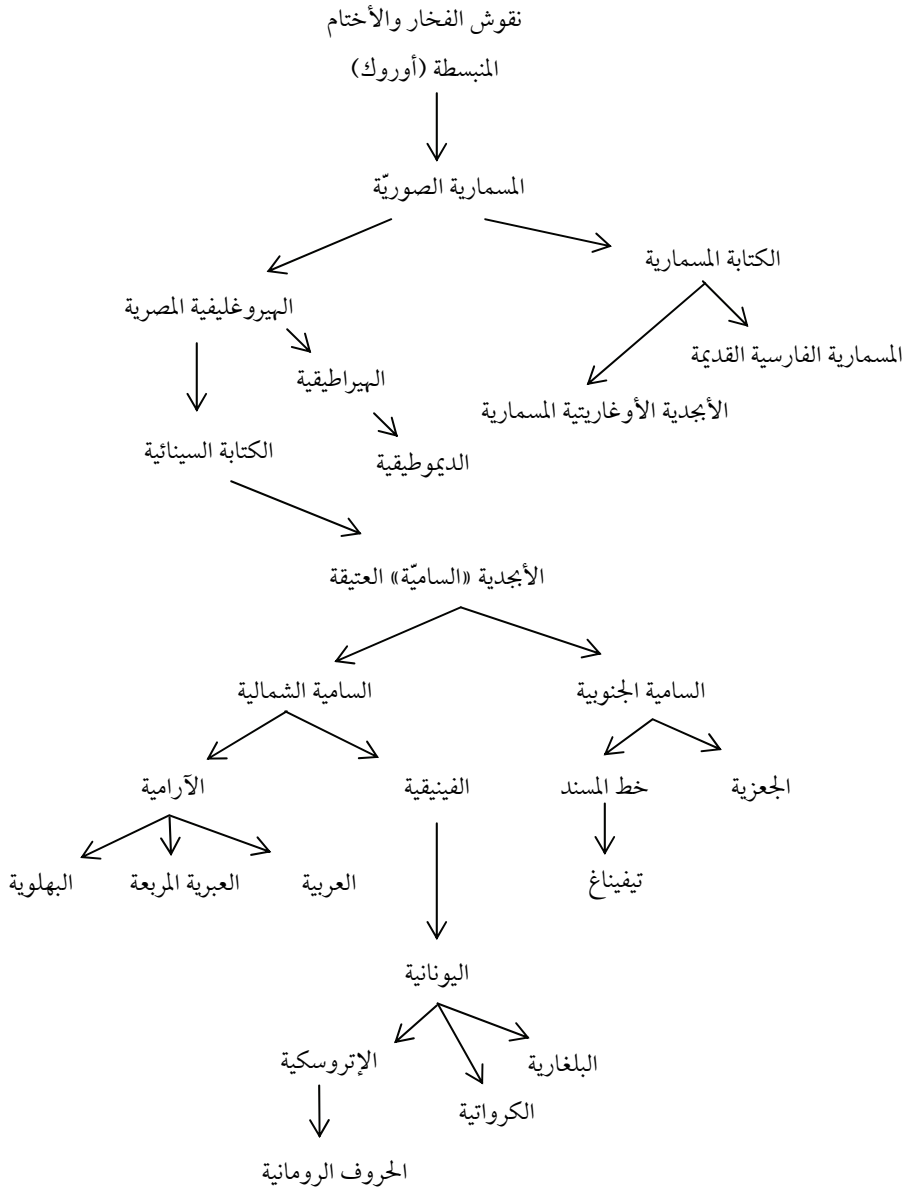 نقوش الفخار والأختام
المنبسطة (أوروك)
المسمارية الصوريّة
الكتابة المسمارية
الهيروغليفية المصرية
المسمارية الفارسية القديمة
الهيراطيقية
الأبجدية الأوغاريتية المسمارية
الكتابة السينائية
الديموطيقية
الأبجدية «الساميّة» العتيقة
السامية الجنوبية
السامية الشمالية
الجعزية
خط المسند
الفينيقية
الآرامية
تيفيناغ
العربية
العبرية المربعة
البهلوية
اليونانية
البلغارية
الإتروسكية
الكرواتية
الحروف الرومانية